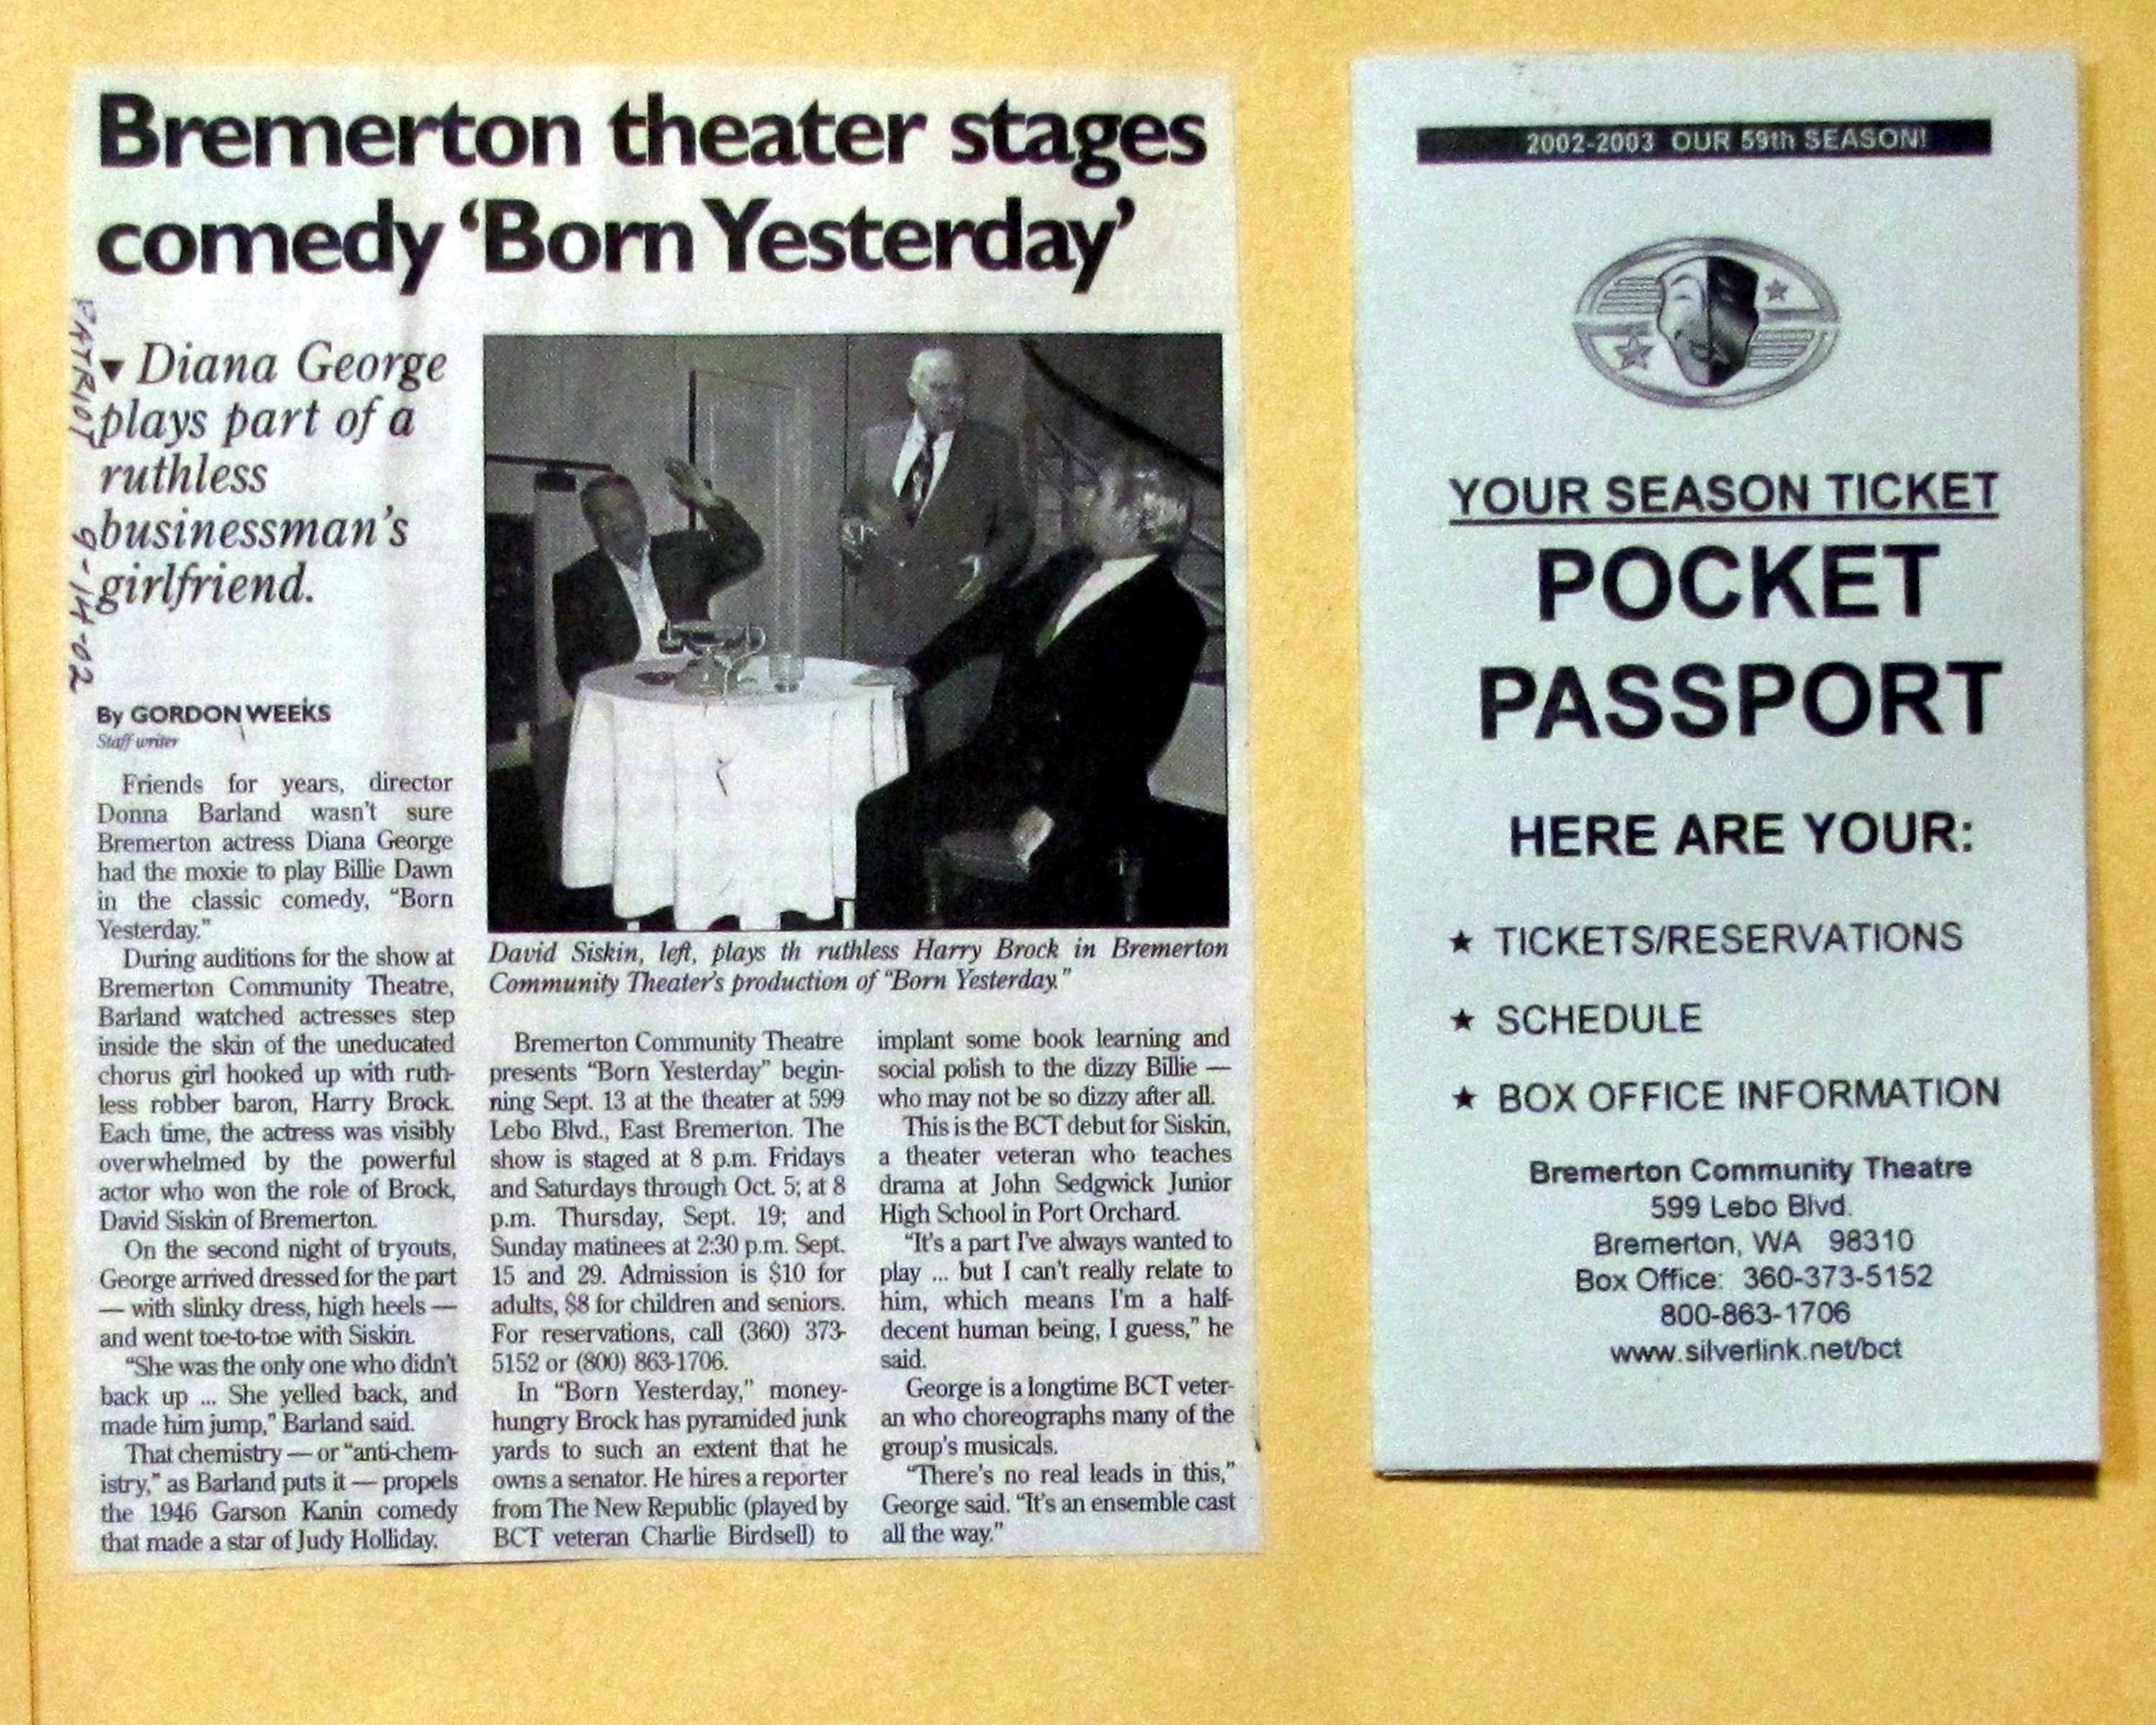 Bremerton theater stages
comedy ‘Born Yesterday’
PATRIOT 9-14-02
▼ Diana George
plays part of a
ruthless
businessman’s
girlfriend.
By GORDON WEEKS
Staff writer
Friends for years, director
Donna Barland wasn’t sure
Bremerton actress Diana George
had the moxie to play Billie Dawn
in the classic comedy, “Born
Yesterday.”
During auditions for the show at
Bremerton Community Theatre,
Barland watched actresses step
inside the skin of the uneducated
chorus girl hooked up with ruth-
less robber baron, Harry Brock.
Each time, the actress was visibly
overwhelmed by the powerful
actor who won the role of Brock,
David Siskin of Bremerton.
On the second night of tryouts,
George arrived dressed for the part
— with slinky dress, high heels —
and went toe-to-toe with Siskin.
“She was the only one who didn’t
back up ... She yelled back, and
made him jump,” Barland said.
That chemistry — or “anti-chem-
istry,” as Barland puts it — propels
the 1946 Garson Kanin comedy
that made a star of Judy Holliday.
David Siskin, left, plays th ruthless Harry Brock in Bremerton
Community Theater’s production of “Born Yesterday.”
Bremerton Community Theatre
presents “Born Yesterday” begin-
ning Sept. 13 at the theater at 599
Lebo Blvd., East Bremerton. The
show is staged at 8 p.m. Fridays
and Saturdays through Oct. 5; at 8
p.m. Thursday, Sept. 19; and
Sunday matinees at 2:30 p.m. Sept.
15 and 29. Admission is $10 for
adults, $8 for children and seniors.
For reservations, call (360) 373-
5152 or (800) 863-1706.
In “Born Yesterday,” money-
hungry Brock has pyramided junk
yards to such an extent that he
owns a senator. He hires a reporter
from The New Republic (played by
BCT veteran Charlie Birdsell) to
implant some book learning and
social polish to the dizzy Billie —
who may not be so dizzy after all.
This is the BCT debut for Siskin,
a theater veteran who teaches
drama at John Sedgwick Junior
High School in Port Orchard.
“It’s a part I’ve always wanted to
play ... but I can’t really relate to
him, which means I’m a half-
decent human being, I guess,” he
said.
George is a longtime BCT veter-
an who choreographs many of the
group’s musicals.
“There’s no real leads in this,”
George said. “It’s an ensemble cast
all the way.”
2002-2003 OUR 59th SEASON!
YOUR SEASON TICKET
POCKET
PASSPORT
HERE ARE YOUR:
★ TICKETS/RESERVATIONS
★ SCHEDULE
★ BOX OFFICE INFORMATION
Bremerton Community Theatre
599 Lebo Blvd.
Bremerton, WA 98310
Box Office: 360-373-5152
800-863-1706
www.silverlink.net/bct